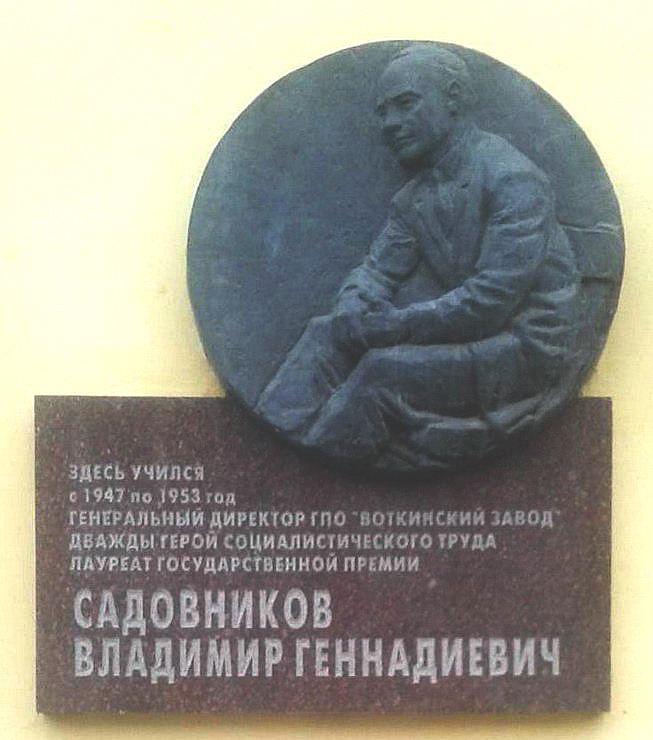 ЗДЕСЬ УЧИЛСЯ
с 1947 по 1953 год
ГЕНЕРАЛЬНЫЙ ДИРЕКТОР ГПО "ВОТКИНСКИЙ ЗАВОД"
ДВАЖДЫ ГЕРОЙ СОЦИАЛИСТИЧЕСКОГО ТРУДА
ЛАУРЕАТ ГОСУДАРСТВЕННОЙ ПРЕМИИ
САДОВНИКОВ
ВЛАДИМИР ГЕННАДИЕВИЧ